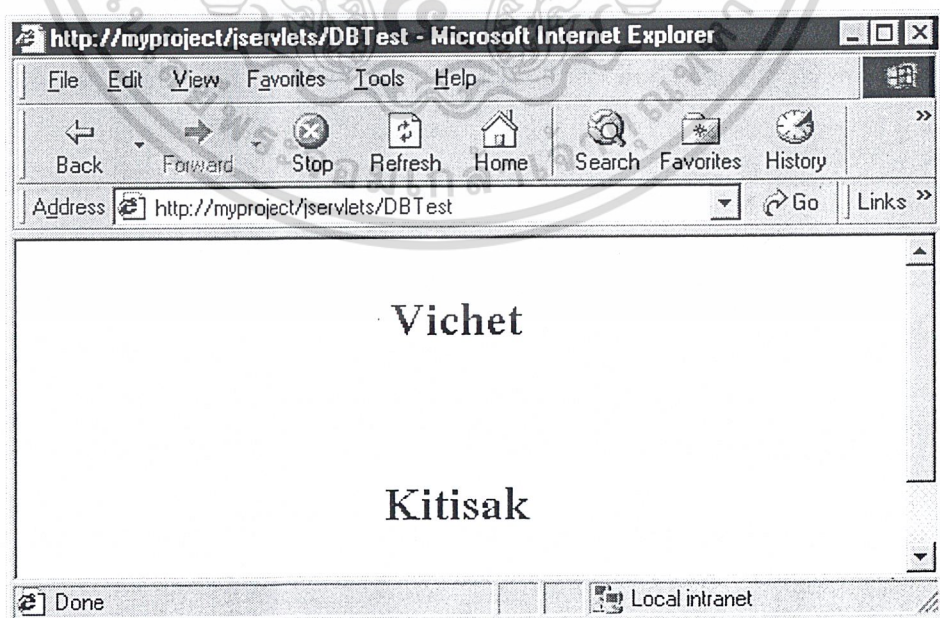 http://myproject/jservlets/DBTest - Microsoft Internet Explorer
File Edit View Favorites Tools Help
Back Forward Stop Refresh Home Search Favorites History »
Address http://myproject/jservlets/DBTest Go Links »
Vichet
Kitisak
Done Local intranet